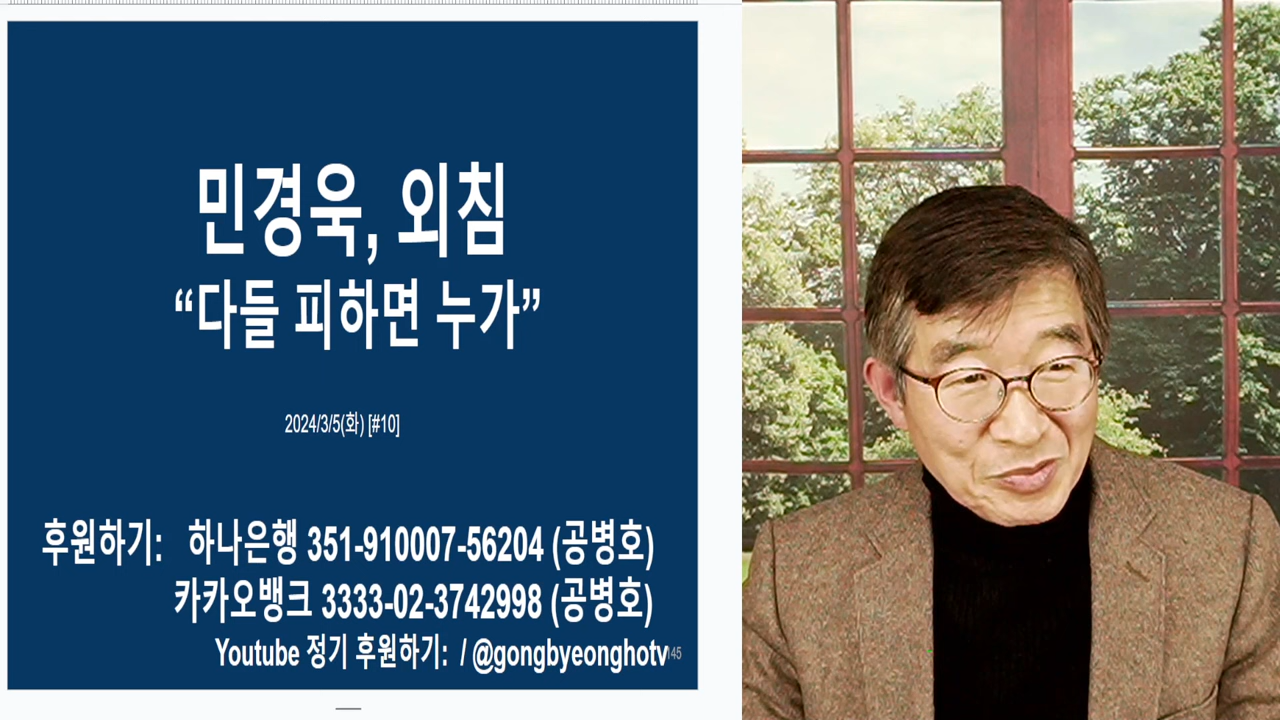 민경욱, 외침
“다들 피하면 누가”
2024/3/5(화) [#10]
후원하기: 하나은행 351-910007-56204 (공병호)
카카오뱅크 3333-02-3742998 (공병호)
Youtube 정기 후원하기: / @gongbyeonghotv
145